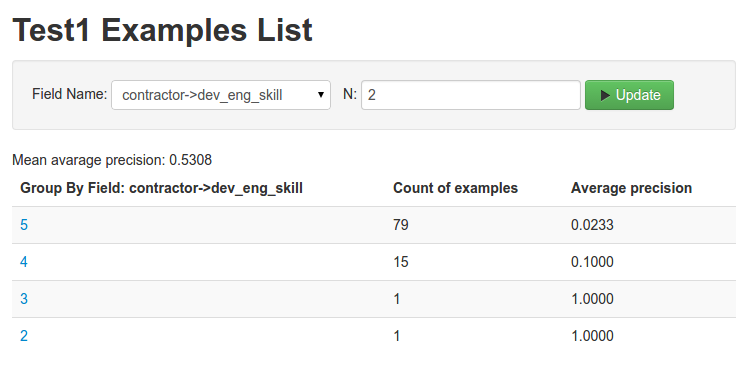 Test1 Examples List
Field Name: contractor->dev_eng_skill N: 2 Update
Mean avarage precision: 0.5308
Group By Field: contractor->dev_eng_skill Count of examples Average precision
5 79 0.0233
4 15 0.1000
3 1 1.0000
2 1 1.0000